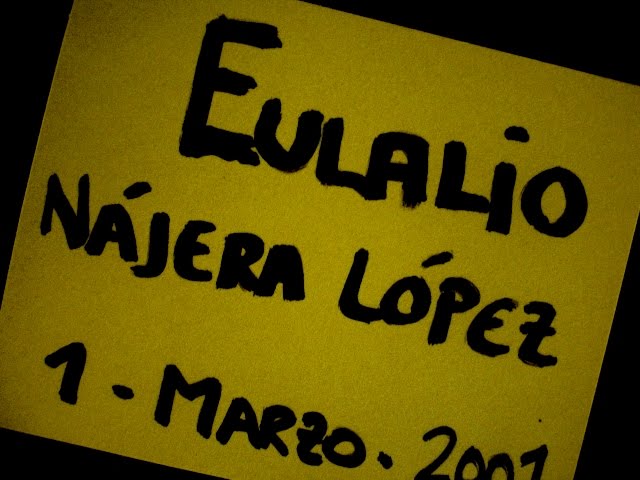 EULALIO
NÁJERA LÓPEZ
1 - MARZO. 2001